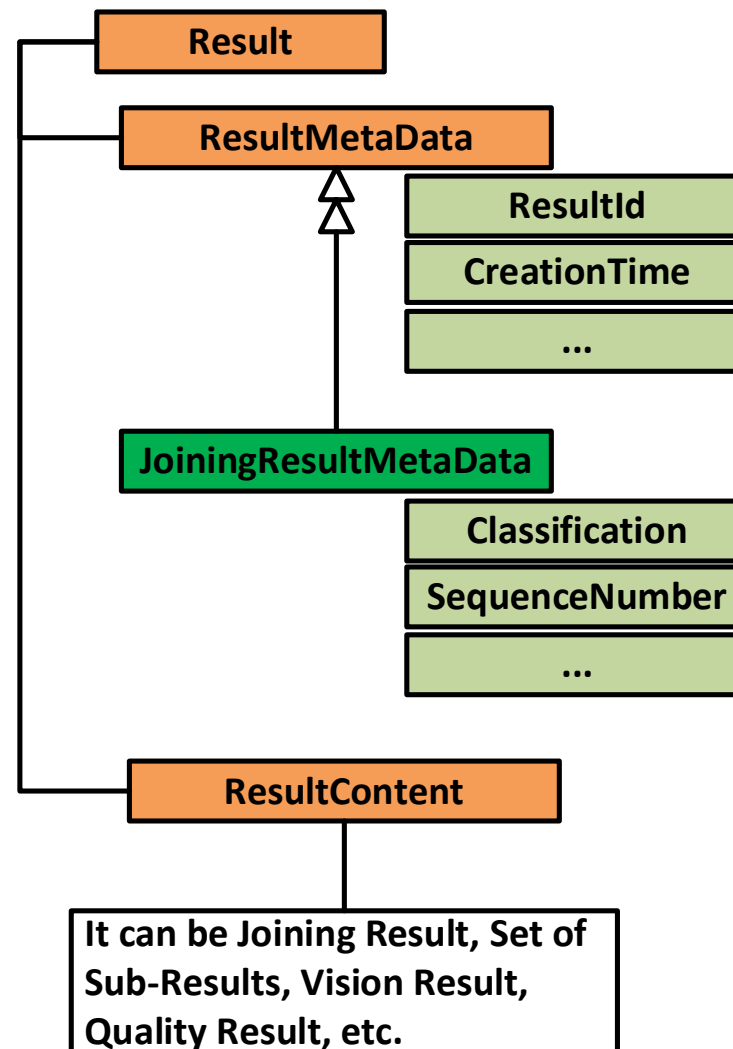 Result
ResultMetaData
ResultId
CreationTime
...
JoiningResultMetaData
Classification
SequenceNumber
...
ResultContent
It can be Joining Result, Set of
Sub-Results, Vision Result,
Quality Result, etc.